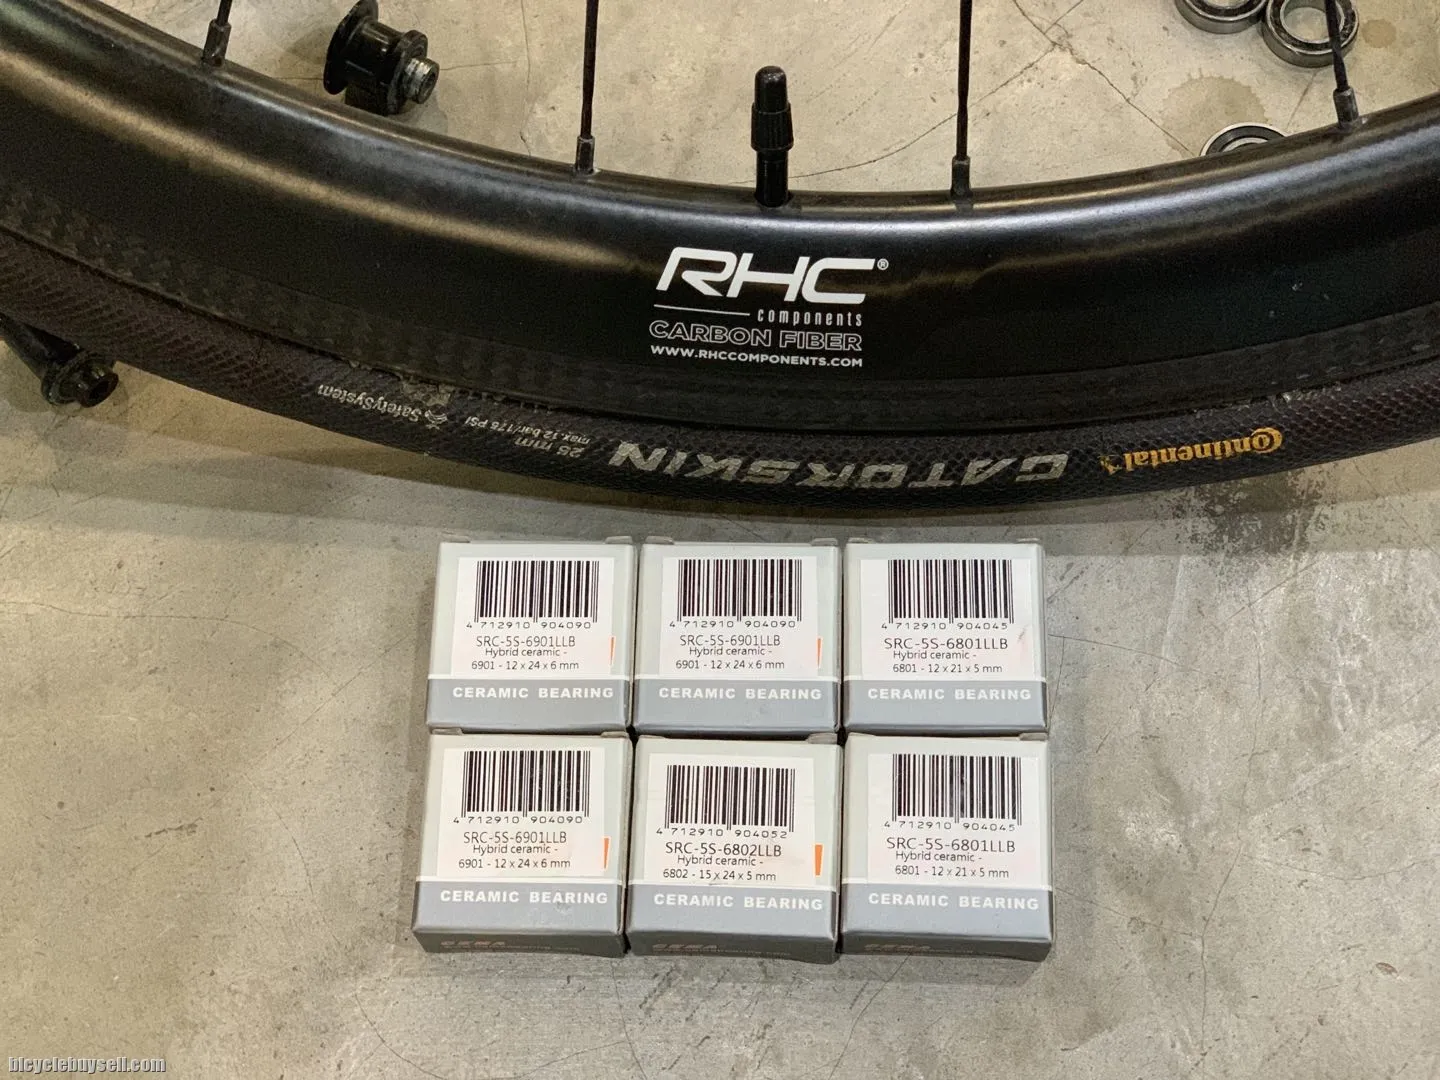 RHC®
components
CARBON FIBER
WWW.RHCCOMPONENTS.COM
Continental
GATORSKIN
25 mm
max. 12 bar/175 PSI
SafetySystem
4 712910 904090
SRC-5S-6901LLB
Hybrid ceramic -
6901 - 12 x 24 x 6 mm
CERAMIC BEARING
4 712910 904090
SRC-5S-6901LLB
Hybrid ceramic -
6901 - 12 x 24 x 6 mm
CERAMIC BEARING
4 712910 904045
SRC-5S-6801LLB
Hybrid ceramic -
6801 - 12 x 21 x 5 mm
CERAMIC BEARING
4 712910 904090
SRC-5S-6901LLB
Hybrid ceramic -
6901 - 12 x 24 x 6 mm
CERAMIC BEARING
CEMA
4 712910 904052
SRC-5S-6802LLB
Hybrid ceramic -
6802 - 15 x 24 x 5 mm
CERAMIC BEARING
CEMA
4 712910 904045
SRC-5S-6801LLB
Hybrid ceramic -
6801 - 12 x 21 x 5 mm
CERAMIC BEARING
CEMA
bicyclebuysell.com